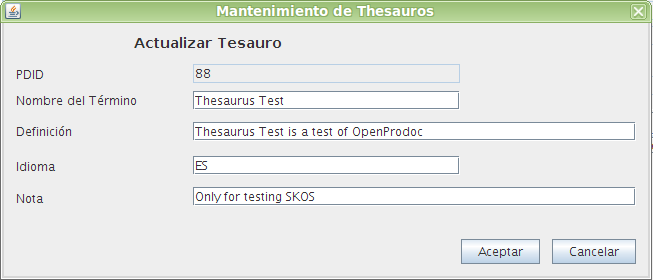 Mantenimiento de Thesauros
Actualizar Tesauro
PDID 88
Nombre del Término Thesaurus Test
Definición Thesaurus Test is a test of OpenProdoc
Idioma ES
Nota Only for testing SKOS
Aceptar Cancelar